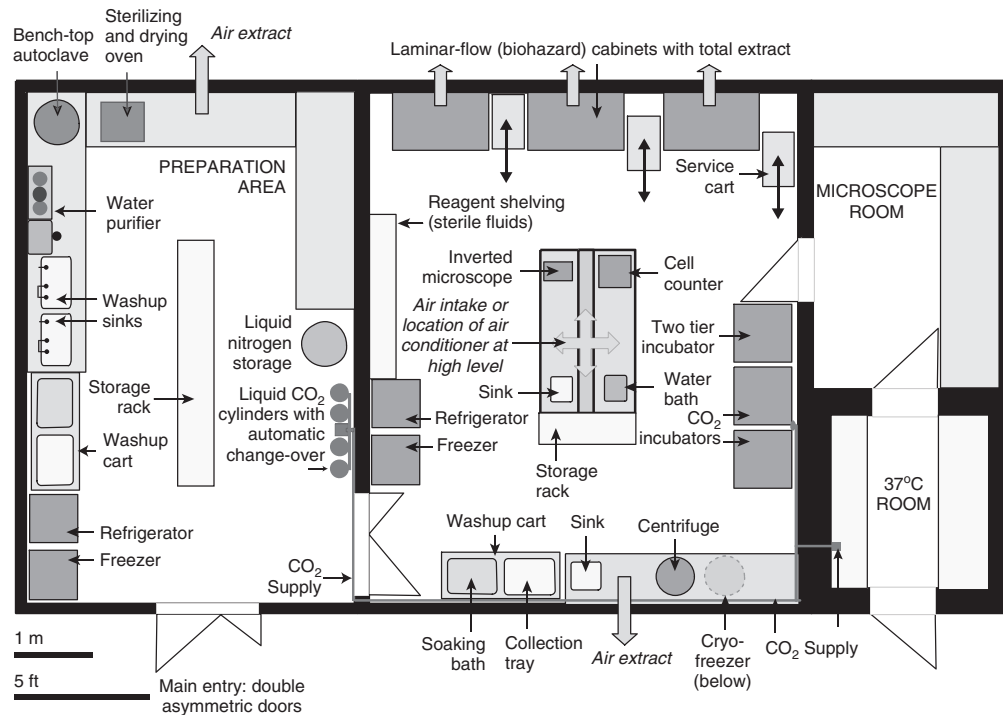 Bench-top
autoclave
Sterilizing
and drying
oven
Air extract
Laminar-flow (biohazard) cabinets with total extract
PREPARATION
AREA
Water
purifier
Washup
sinks
Storage
rack
Washup
cart
Refrigerator
Freezer
Liquid
nitrogen
storage
Liquid CO2
cylinders with
automatic
change-over
CO2
Supply
Reagent shelving
(sterile fluids)
Service
cart
Inverted
microscope
Cell
counter
Air intake or
location of air
conditioner at
high level
Two tier
incubator
Sink
Water
bath
CO2
incubators
Refrigerator
Freezer
Storage
rack
MICROSCOPE
ROOM
37oC
ROOM
Washup cart
Sink
Centrifuge
Soaking
bath
Collection
tray
Air extract
Cryo-
freezer
(below)
CO2 Supply
1 m
5 ft
Main entry: double
asymmetric doors